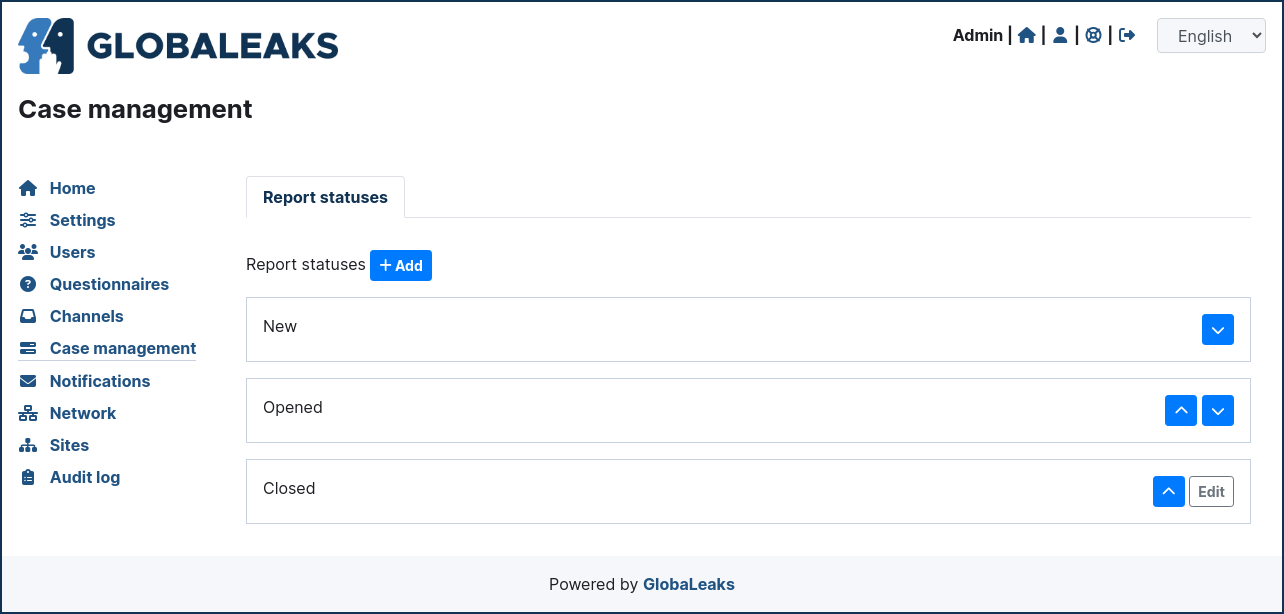 GLOBALEAKS
Admin | | | |
English
Case management
Home
Settings
Users
Questionnaires
Channels
Case management
Notifications
Network
Sites
Audit log
Report statuses
Report statuses Add
New
Opened
Closed
Edit
Powered by GlobaLeaks